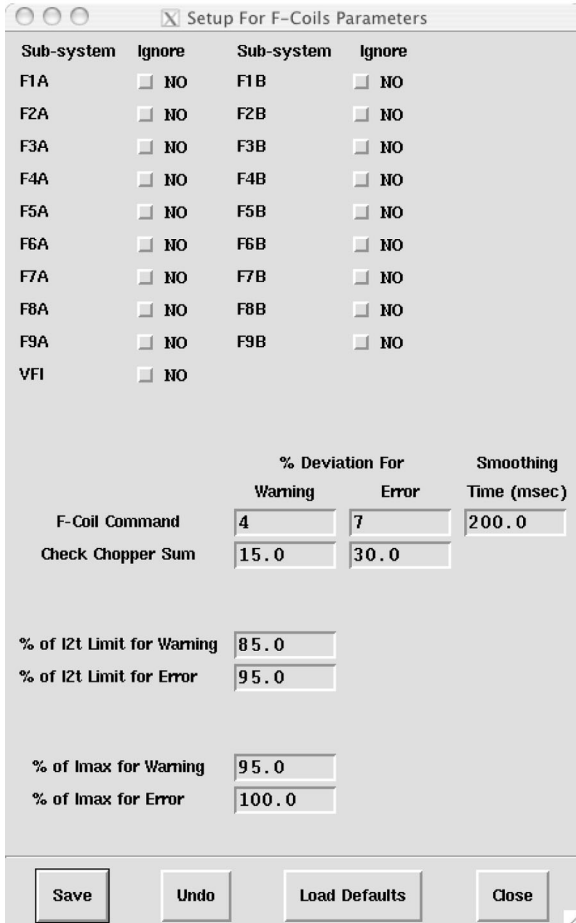 Setup For F-Coils Parameters
Sub-system Ignore Sub-system Ignore
F1A NO F1B NO
F2A NO F2B NO
F3A NO F3B NO
F4A NO F4B NO
F5A NO F5B NO
F6A NO F6B NO
F7A NO F7B NO
F8A NO F8B NO
F9A NO F9B NO
VFI NO
% Deviation For Smoothing
Warning Error Time (msec)
F-Coil Command 4 7 200.0
Check Chopper Sum 15.0 30.0
% of I2t Limit for Warning 85.0
% of I2t Limit for Error 95.0
% of Imax for Warning 95.0
% of Imax for Error 100.0
Save Undo Load Defaults Close